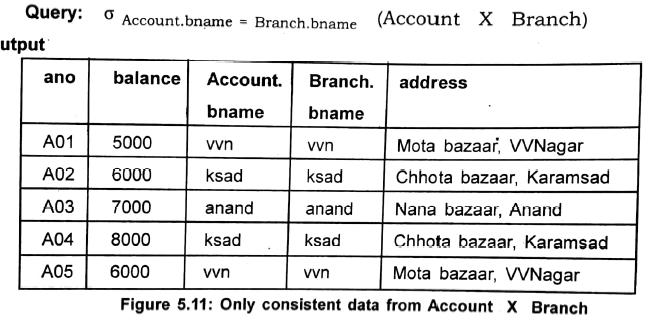 Query: σ Account.bname = Branch.bname (Account X Branch)
utput
ano balance Account. bname Branch. bname address
A01 5000 vvn vvn Mota bazaar, VVNagar
A02 6000 ksad ksad Chhota bazaar, Karamsad
A03 7000 anand anand Nana bazaar, Anand
A04 8000 ksad ksad Chhota bazaar, Karamsad
A05 6000 vvn vvn Mota bazaar, VVNagar
Figure 5.11: Only consistent data from Account X Branch